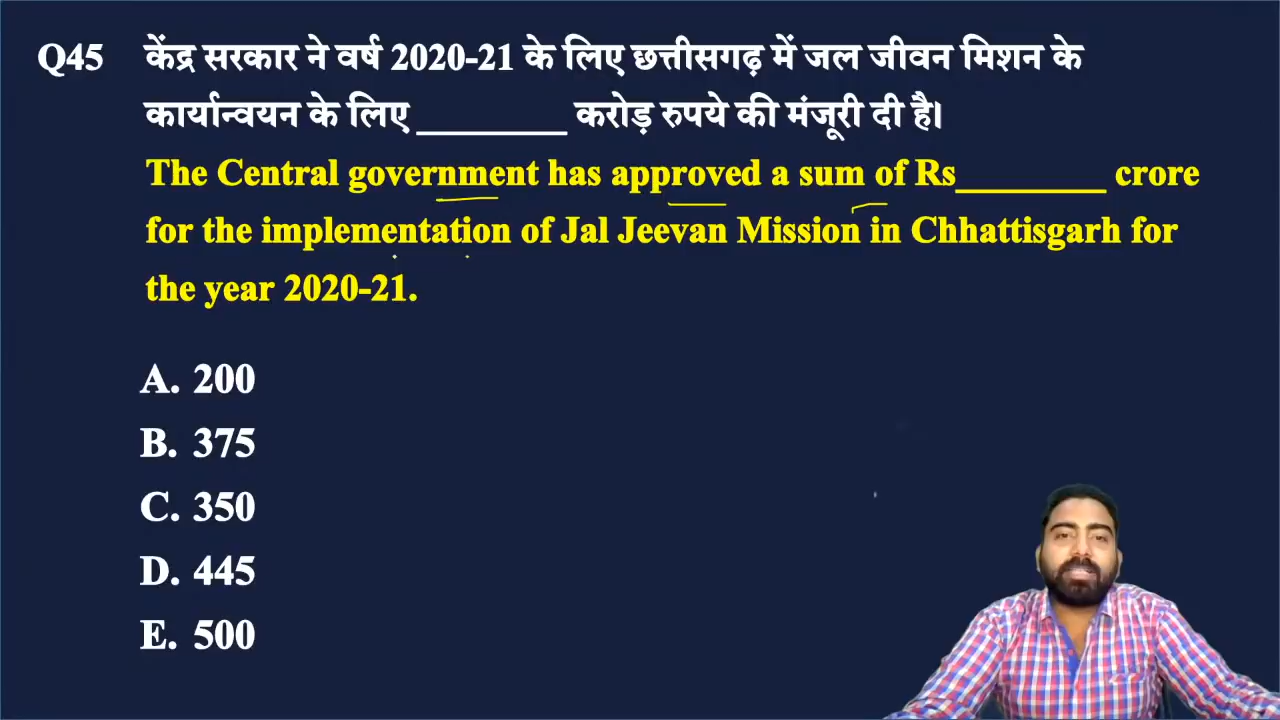 Q45 केंद्र सरकार ने वर्ष 2020-21 के लिए छत्तीसगढ़ में जल जीवन मिशन के
कार्यान्वयन के लिए ________ करोड़ रुपये की मंजूरी दी है।
The Central government has approved a sum of Rs________ crore
for the implementation of Jal Jeevan Mission in Chhattisgarh for
the year 2020-21.
A. 200
B. 375
C. 350
D. 445
E. 500